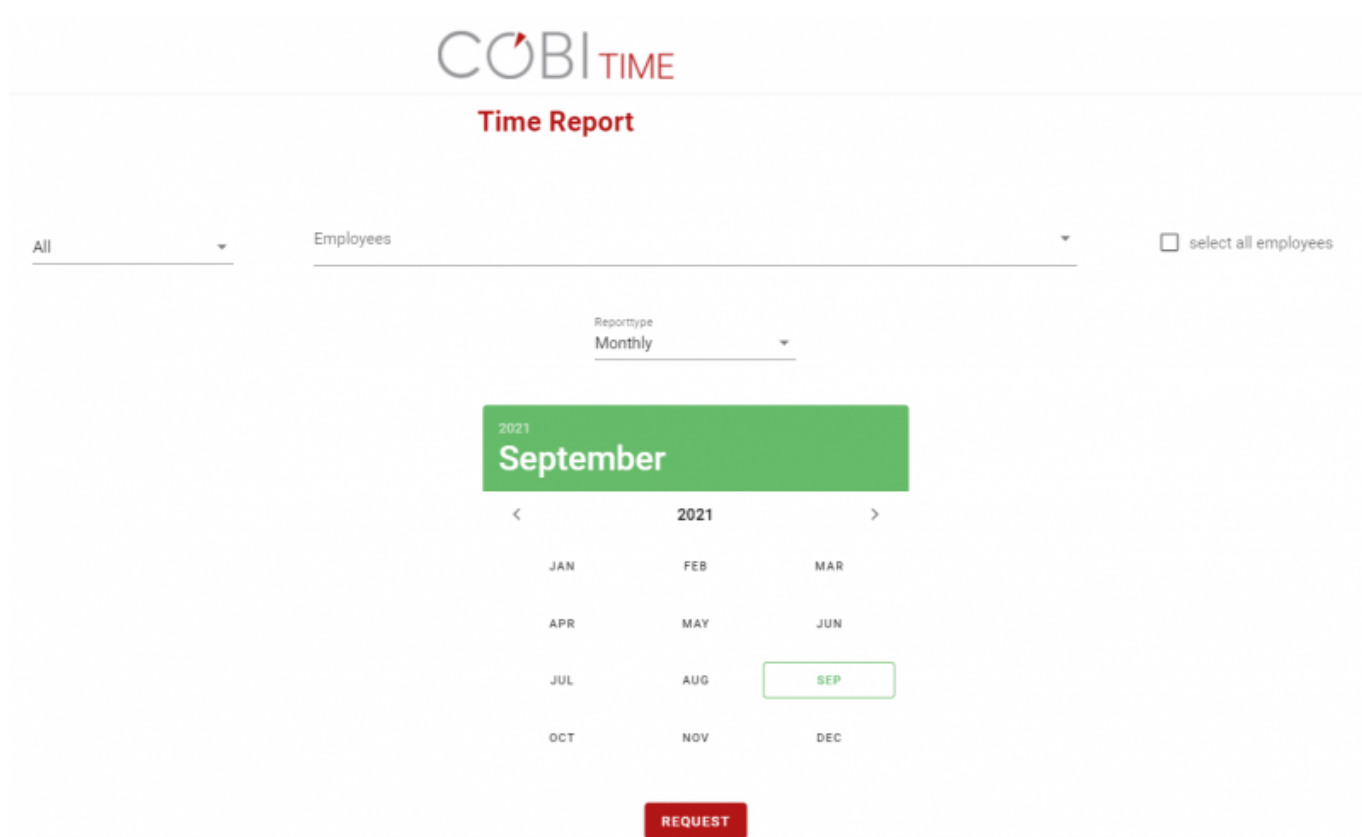 COBI TIME
Time Report
All
Employees
select all employees
Reporttype
Monthly
2021
September
2021
JAN FEB MAR
APR MAY JUN
JUL AUG SEP
OCT NOV DEC
REQUEST